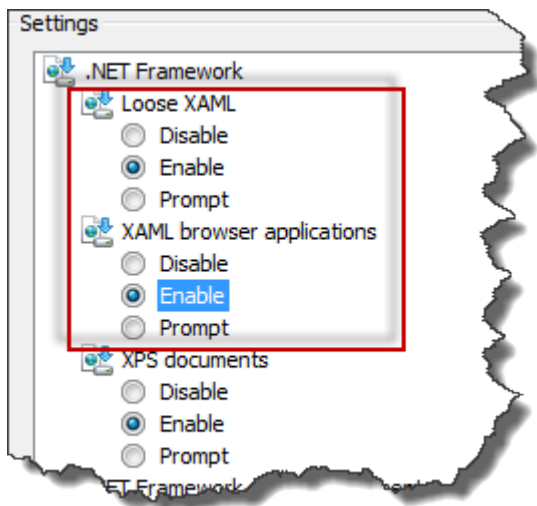 Settings
.NET Framework
Loose XAML
Disable
Enable
Prompt
XAML browser applications
Disable
Enable
Prompt
XPS documents
Disable
Enable
Prompt
Framework